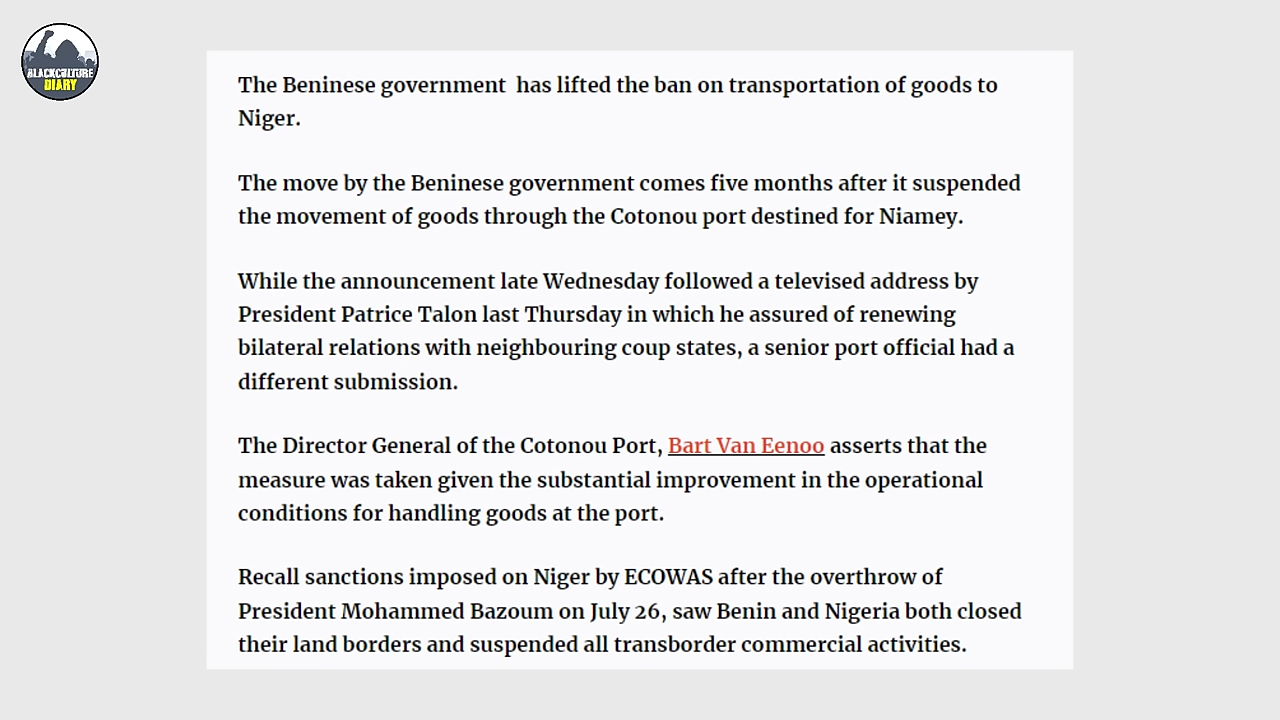 BLACKCULTURE
DIARY
The Beninese government  has lifted the ban on transportation of goods to
Niger.
The move by the Beninese government comes five months after it suspended
the movement of goods through the Cotonou port destined for Niamey.
While the announcement late Wednesday followed a televised address by
President Patrice Talon last Thursday in which he assured of renewing
bilateral relations with neighbouring coup states, a senior port official had a
different submission.
The Director General of the Cotonou Port, Bart Van Eenoo asserts that the
measure was taken given the substantial improvement in the operational
conditions for handling goods at the port.
Recall sanctions imposed on Niger by ECOWAS after the overthrow of
President Mohammed Bazoum on July 26, saw Benin and Nigeria both closed
their land borders and suspended all transborder commercial activities.